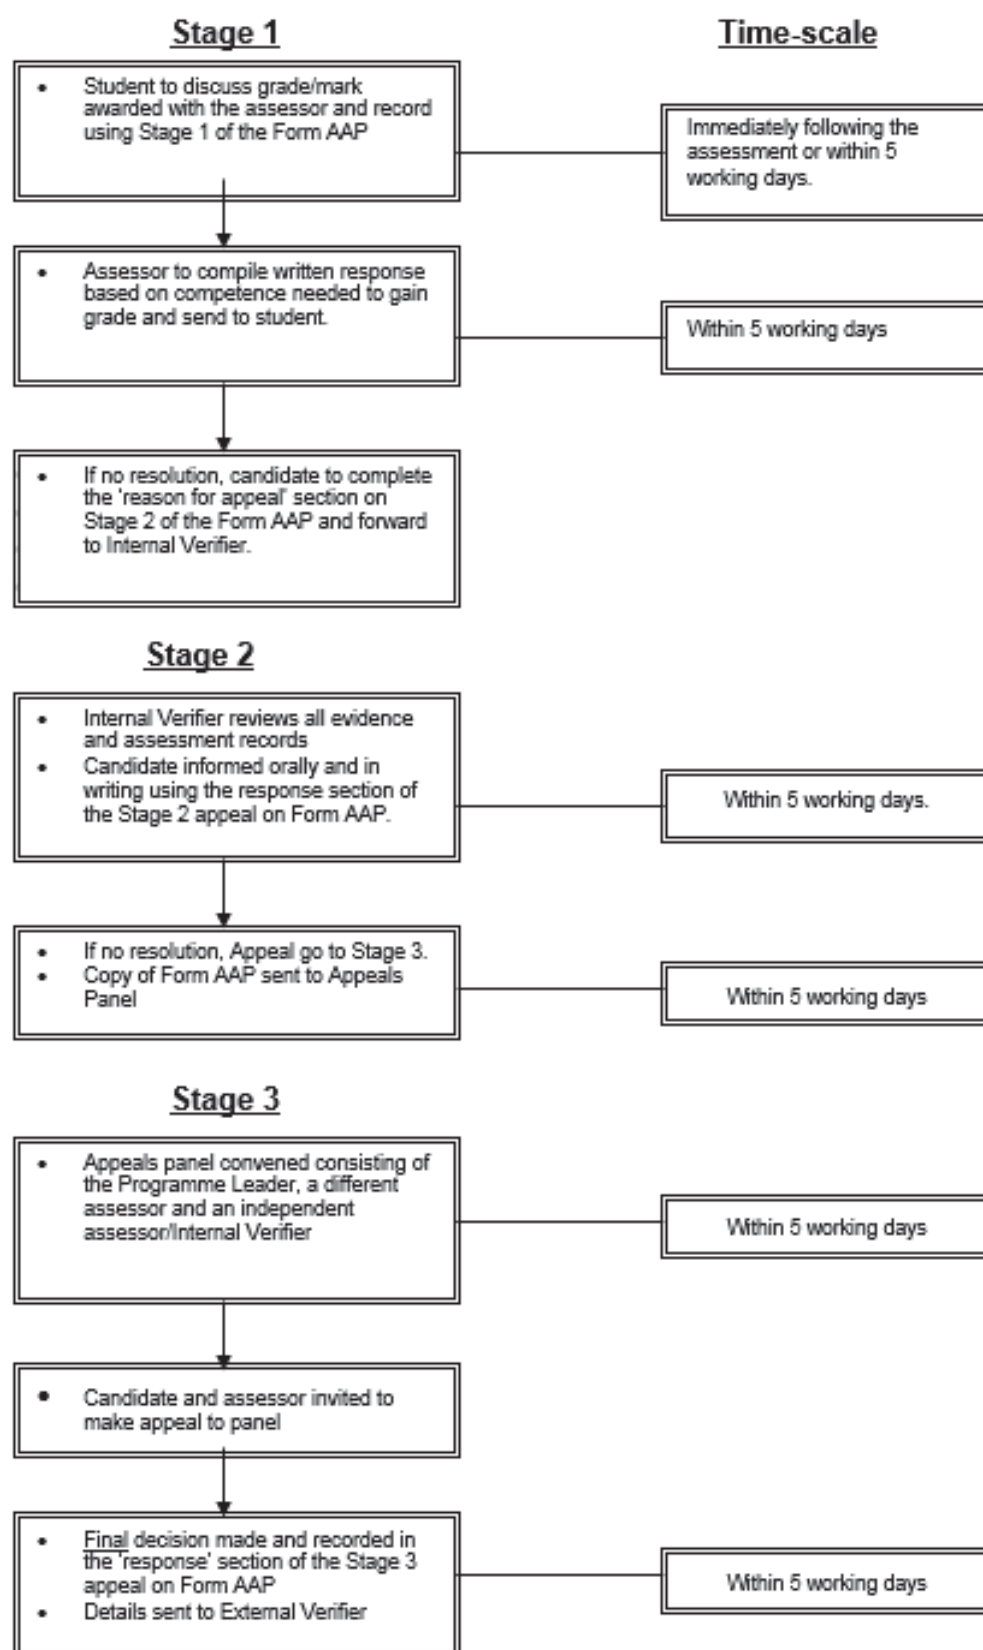 Stage 1
Time-scale
• Student to discuss grade/mark
awarded with the assessor and record
using Stage 1 of the Form AAP
Immediately following the
assessment or within 5
working days.
• Assessor to compile written response
based on competence needed to gain
grade and send to student.
Within 5 working days
• If no resolution, candidate to complete
the 'reason for appeal' section on
Stage 2 of the Form AAP and forward
to Internal Verifier.
Stage 2
• Internal Verifier reviews all evidence
and assessment records
• Candidate informed orally and in
writing using the response section of
the Stage 2 appeal on Form AAP.
Within 5 working days.
• If no resolution, Appeal go to Stage 3.
• Copy of Form AAP sent to Appeals
Panel
Within 5 working days
Stage 3
• Appeals panel convened consisting of
the Programme Leader, a different
assessor and an independent
assessor/Internal Verifier
Within 5 working days
• Candidate and assessor invited to
make appeal to panel
• Final decision made and recorded in
the 'response' section of the Stage 3
appeal on Form AAP
• Details sent to External Verifier
Within 5 working days